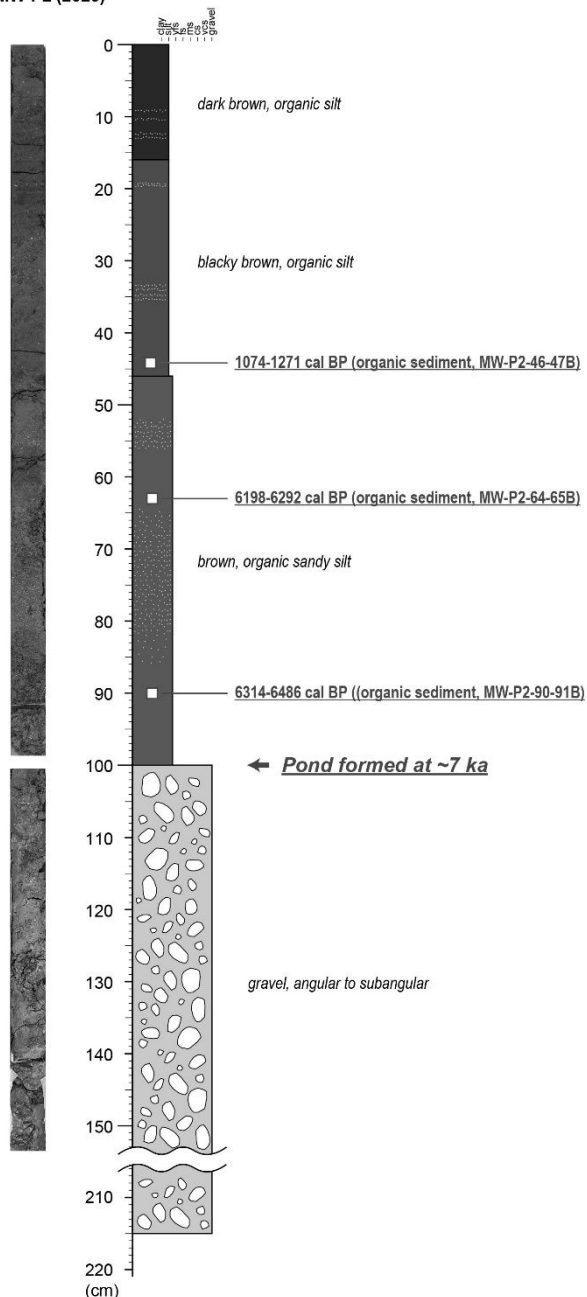 clay
silt
vfs
fs
ms
cs
vcs
gravel
0
dark brown, organic silt
10
20
blacky brown, organic silt
30
40
1074-1271 cal BP (organic sediment, MW-P2-46-47B)
50
60
6198-6292 cal BP (organic sediment, MW-P2-64-65B)
70
brown, organic sandy silt
80
90
6314-6486 cal BP ((organic sediment, MW-P2-90-91B)
100
Pond formed at ~7 ka
110
120
130
gravel, angular to subangular
140
150
210
220
(cm)